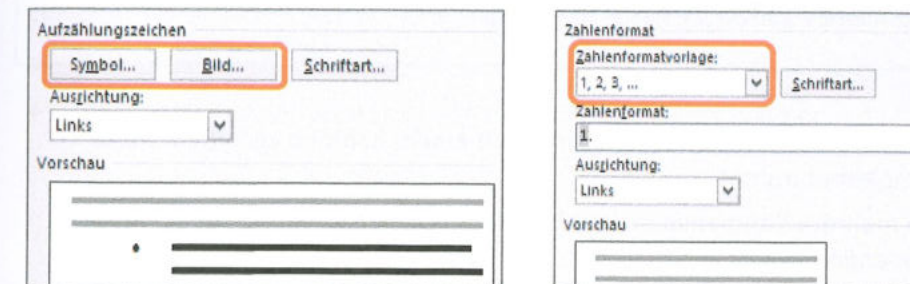 Aufzählungszeichen
Symbol... Bild... Schriftart...
Ausrichtung:
Links
Vorschau
Zahlenformat
Zahlenformatvorlage:
1, 2, 3, ... Schriftart...
Zahlenformat:
1.
Ausrichtung:
Links
Vorschau